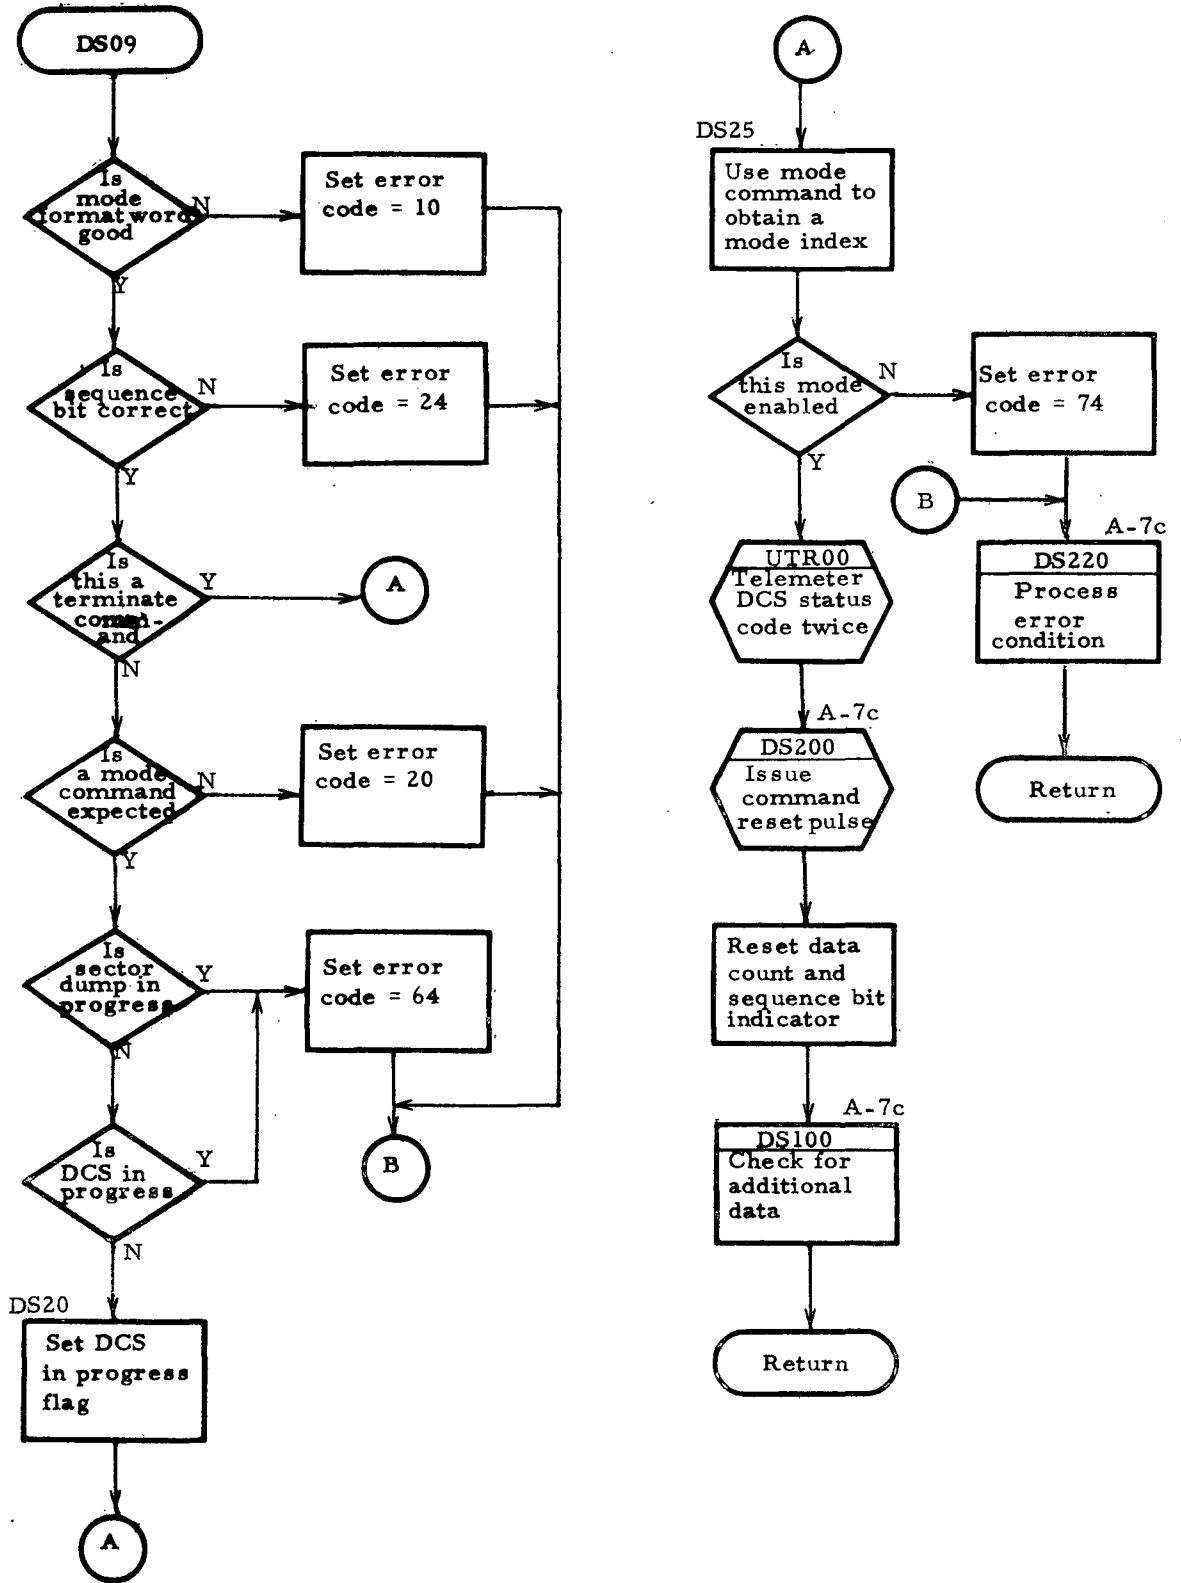 DS09
Is
mode
format word
good
N
Y
Set error
code = 10
Is
sequence
bit correct
N
Y
Set error
code = 24
Is
this a
terminate
comm-
and
Y
N
A
Is
a mode
command
expected
N
Y
Set error
code = 20
Is
sector
dump in
progress
Y
N
Set error
code = 64
Is
DCS in
progress
Y
N
B
DS20
Set DCS
in progress
flag
A
A
DS25
Use mode
command to
obtain a
mode index
Is
this mode
enabled
N
Y
Set error
code = 74
B
A-7c
DS220
Process
error
condition
Return
UTR00
Telemeter
DCS status
code twice
A-7c
DS200
Issue
command
reset pulse
Reset data
count and
sequence bit
indicator
A-7c
DS100
Check for
additional
data
Return